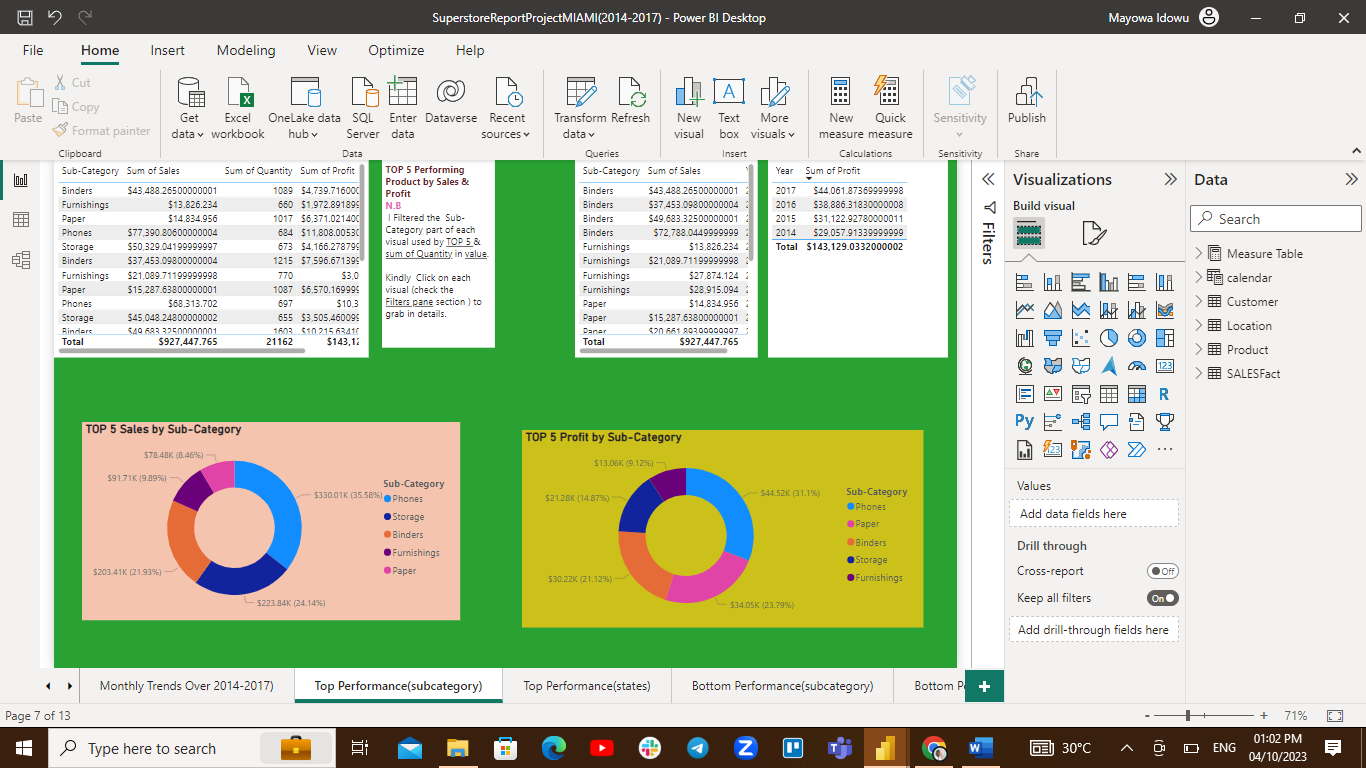 SuperstoreReportProjectMIAMI(2014-2017) - Power BI Desktop
Mayowa Idowu
File Home Insert Modeling View Optimize Help
Paste
Cut
Copy
Format painter
Clipboard
Get data
Excel workbook
OneLake data hub
SQL Server
Enter data
Dataverse
Recent sources
Data
Transform data
Refresh
Queries
New visual
Text box
More visuals
Insert
New measure
Quick measure
Calculations
Sensitivity
Sensitivity
Publish
Share
Sub-Category Sum of Sales Sum of Quantity Sum of Profit
Binders $43,488.26500000001 1089 $4,739.71600
Furnishings $13,826.234 660 $1,972.891899
Paper $14,834.956 1017 $6,371.02140
Phones $77,390.80600000004 684 $11,808.0053
Storage $50,329.04199999997 673 $4,166.278799
Binders $37,453.09800000004 1215 $7,596.671399
Furnishings $21,089.71199999998 770 $3,0
Paper $15,287.63800000001 1087 $6,570.169999
Phones $68,313.702 697 $10,3
Storage $45,048.24800000002 655 $3,505.460099
Binders $49,683.32500000001 1603 $10,215.63410
Total $927,447.765 21162 $143,12
TOP 5 Performing
Product by Sales &
Profit
N.B
I Filtered the Sub-
Category part of each
visual used by TOP 5 &
sum of Quantity in value.
Kindly Click on each
visual (check the
Filters pane section ) to
grab in details.
Sub-Category Sum of Sales
Binders $43,488.26500000001
Binders $37,453.09800000004
Binders $49,683.32500000001
Binders $72,788.0449999999
Furnishings $13,826.234
Furnishings $21,089.71199999998
Furnishings $27,874.124
Furnishings $28,915.094
Paper $14,834.956
Paper $15,287.63800000001
Paper $20,661.89399999997
Total $927,447.765
Year Sum of Profit
2017 $44,061.87369999998
2016 $38,886.31830000008
2015 $31,122.92780000011
2014 $29,057.91339999999
Total $143,129.0332000002
TOP 5 Sales by Sub-Category
$78.48K (8.46%)
$91.71K (9.89%)
$330.01K (35.58%)
$203.41K (21.93%)
$223.84K (24.14%)
Sub-Category
Phones
Storage
Binders
Furnishings
Paper
TOP 5 Profit by Sub-Category
$13.06K (9.12%)
$21.28K (14.87%)
$44.52K (31.1%)
$30.22K (21.12%)
$34.05K (23.79%)
Sub-Category
Phones
Paper
Binders
Storage
Furnishings
Filters
Visualizations
Build visual
123
R
Py
123
Values
Add data fields here
Drill through
Cross-report Off
Keep all filters On
Add drill-through fields here
Data
Search
Measure Table
calendar
Customer
Location
Product
SALESFact
Monthly Trends Over 2014-2017) Top Performance(subcategory) Top Performance(states) Bottom Performance(subcategory) Bottom P
Page 7 of 13
71%
Type here to search
30°C
ENG
01:02 PM
04/10/2023